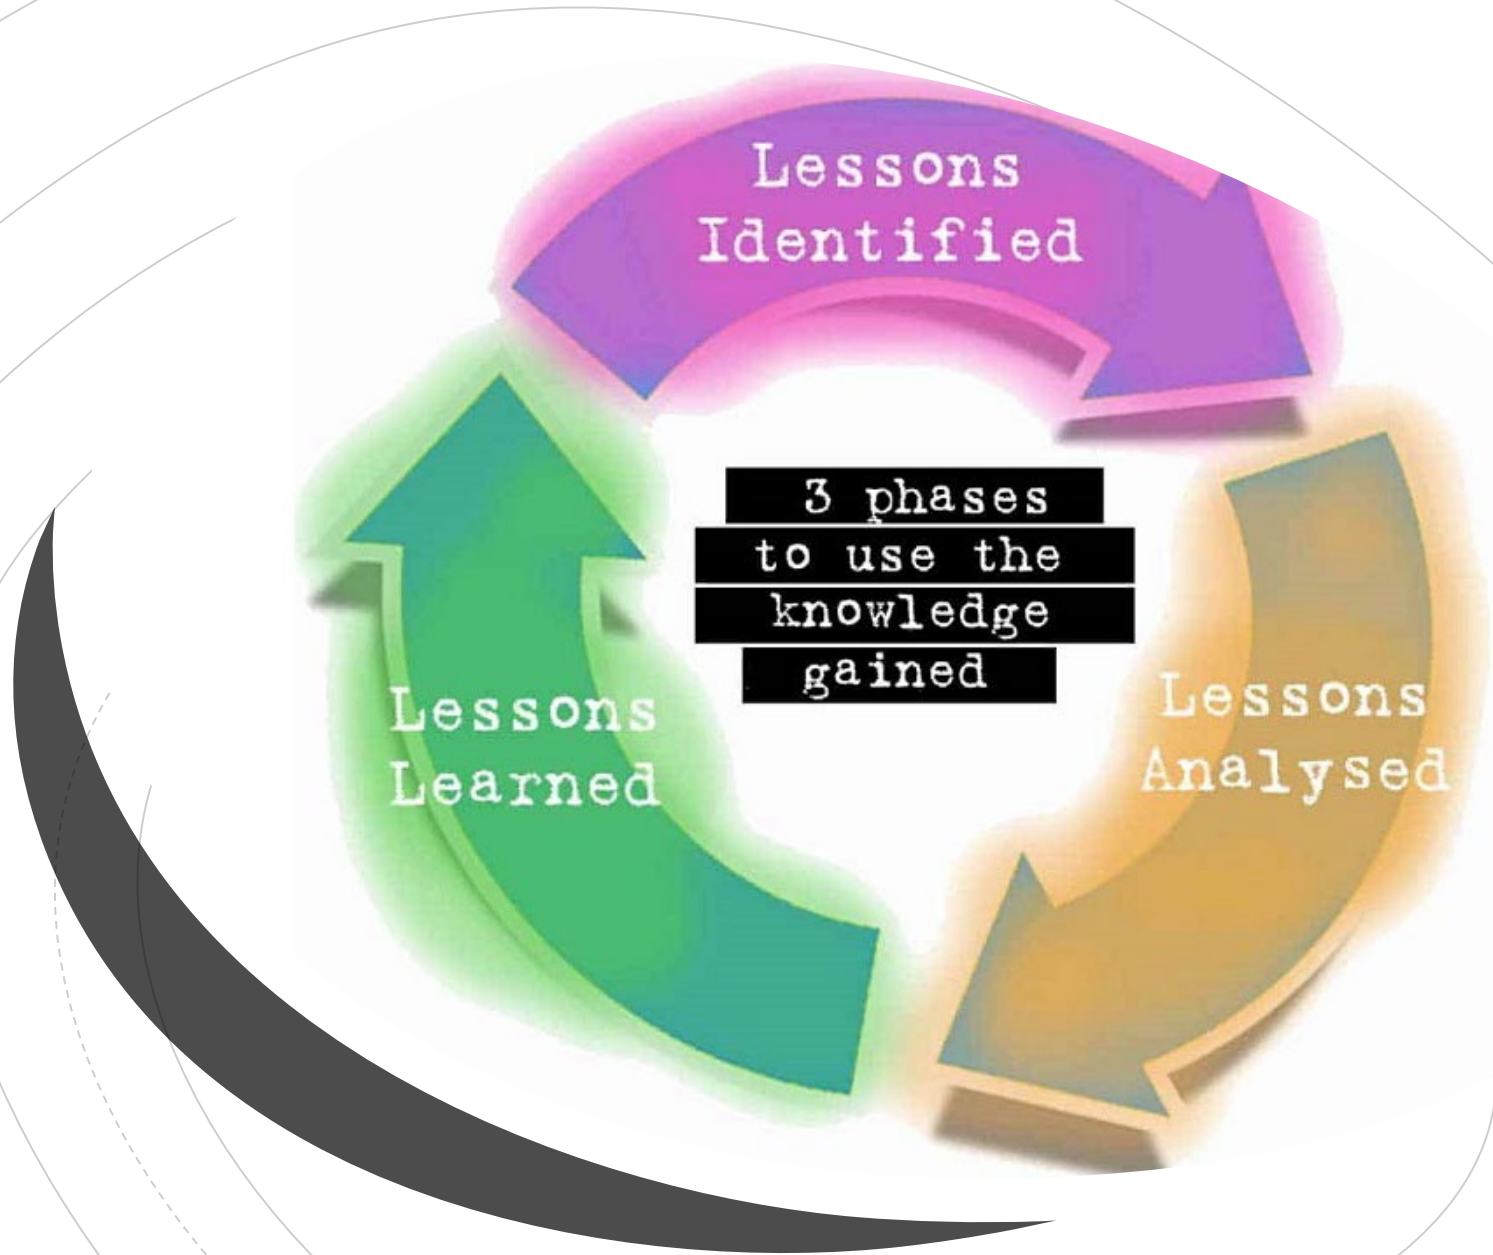 Lessons
Identified
3 phases
to use the
knowledge
gained
Lessons
Analysed
Lessons
Learned